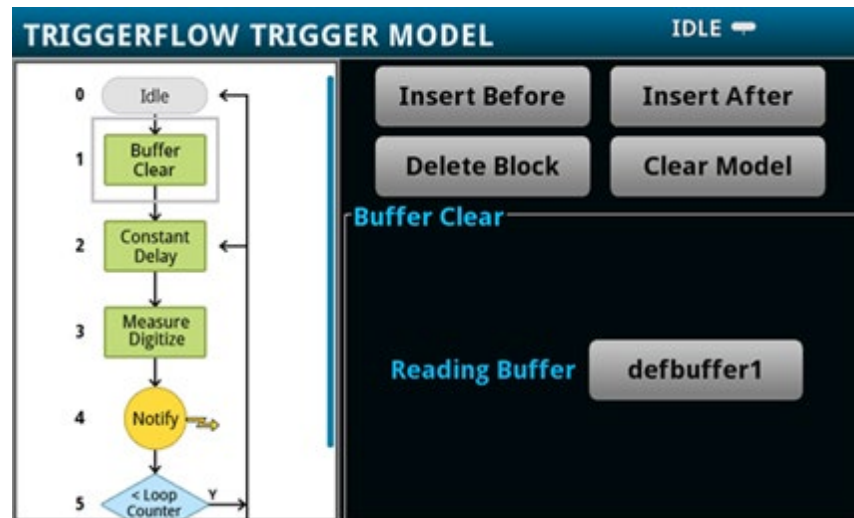 TRIGGERFLOW TRIGGER MODEL
IDLE
0
Idle
1
Buffer
Clear
2
Constant
Delay
3
Measure
Digitize
4
Notify
5
< Loop
Counter
Y
Insert Before
Insert After
Delete Block
Clear Model
Buffer Clear
Reading Buffer
defbuffer1